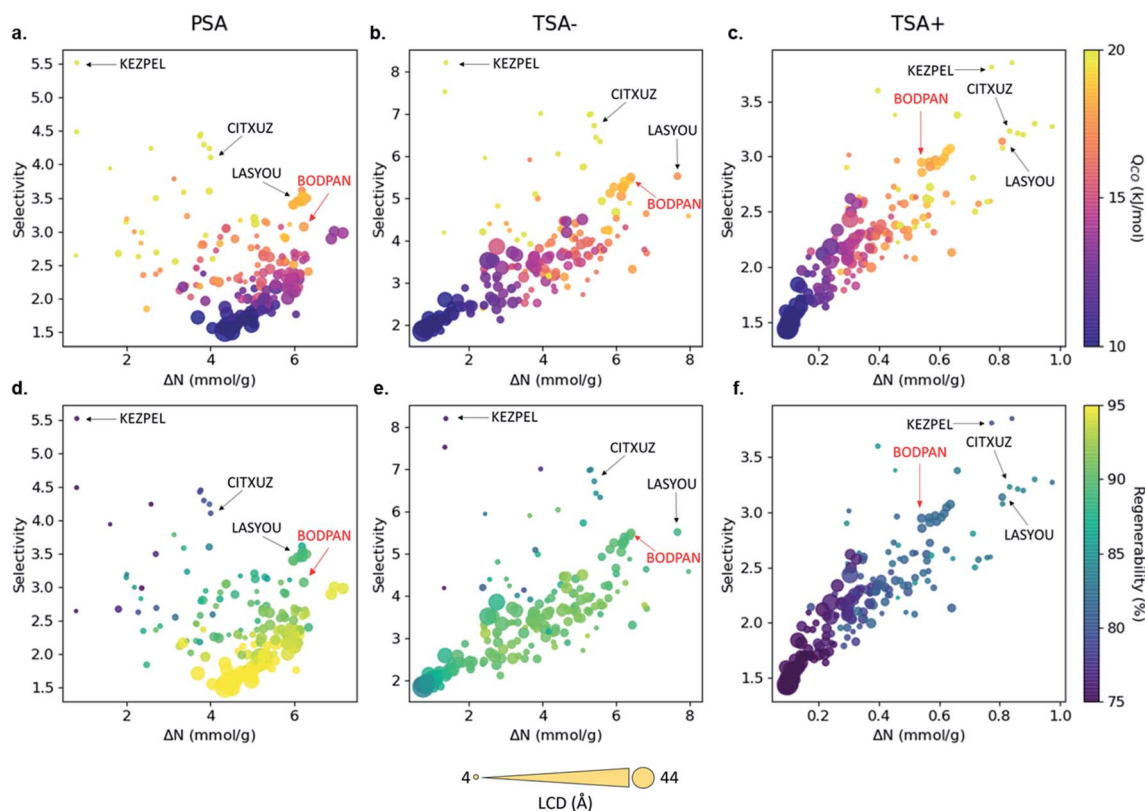 PSA
TSA-
TSA+
a.
b.
c.
5.5
5.0
4.5
4.0
3.5
3.0
2.5
2.0
1.5
Selectivity
KEZPEL
CITXUZ
LASYOU
BODPAN
2
4
6
ΔN (mmol/g)
8
7
6
5
4
3
2
Selectivity
KEZPEL
CITXUZ
LASYOU
BODPAN
2
4
6
8
ΔN (mmol/g)
3.5
3.0
2.5
2.0
1.5
Selectivity
KEZPEL
CITXUZ
BODPAN
LASYOU
0.2
0.4
0.6
0.8
1.0
ΔN (mmol/g)
20
15
10
Qco (kJ/mol)
d.
e.
f.
5.5
5.0
4.5
4.0
3.5
3.0
2.5
2.0
1.5
Selectivity
KEZPEL
CITXUZ
LASYOU
BODPAN
2
4
6
ΔN (mmol/g)
8
7
6
5
4
3
2
Selectivity
KEZPEL
CITXUZ
LASYOU
BODPAN
2
4
6
8
ΔN (mmol/g)
3.5
3.0
2.5
2.0
1.5
Selectivity
KEZPEL
CITXUZ
BODPAN
LASYOU
0.2
0.4
0.6
0.8
1.0
ΔN (mmol/g)
95
90
85
80
75
Regenerability (%)
4
44
LCD (Å)